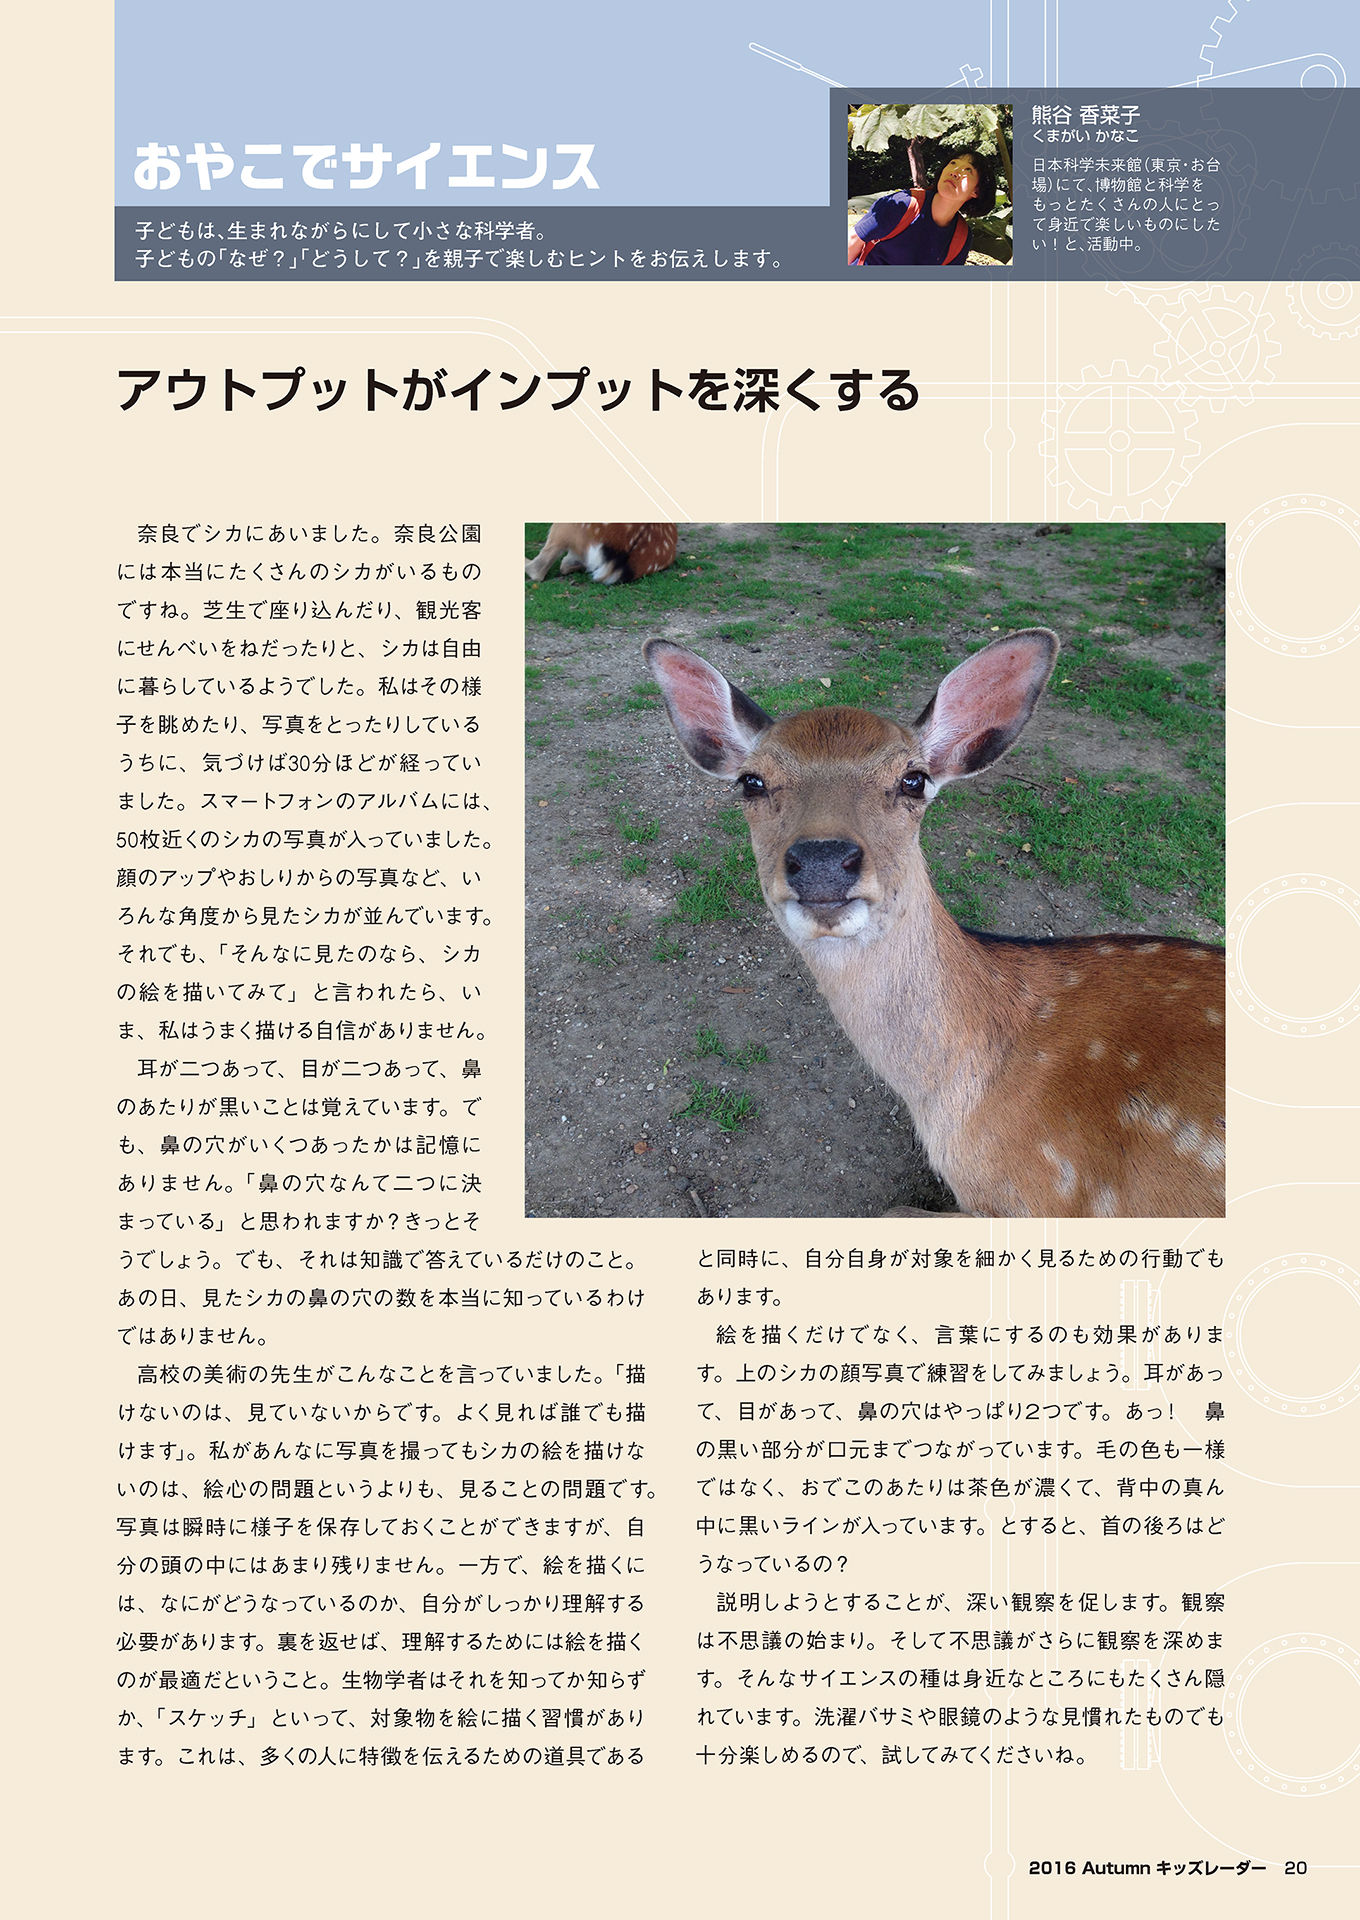 おやこでサイエンス
子どもは、生まれながらにして小さな科学者。
子どもの「なぜ？」「どうして？」を親子で楽しむヒントをお伝えします。
熊谷 香菜子
くまがい かなこ
日本科学未来館（東京・お台
場）にて、博物館と科学を
もっとたくさんの人にとっ
て身近で楽しいものにした
い！と、活動中。
アウトプットがインプットを深くする
奈良でシカにあいました。奈良公園
には本当にたくさんのシカがいるもの
ですね。芝生で座り込んだり、観光客
にせんべいをねだったりと、シカは自由
に暮らしているようでした。私はその様
子を眺めたり、写真をとったりしている
うちに、気づけば30分ほどが経ってい
ました。スマートフォンのアルバムには、
50枚近くのシカの写真が入っていました。
顔のアップやおしりからの写真など、い
ろんな角度から見たシカが並んでいます。
それでも、「そんなに見たのなら、シカ
の絵を描いてみて」と言われたら、い
ま、私はうまく描ける自信がありません。
耳が二つあって、目が二つあって、鼻
のあたりが黒いことは覚えています。で
も、鼻の穴がいくつあったかは記憶に
ありません。「鼻の穴なんて二つに決
まっている」と思われますか？きっとそ
うでしょう。でも、それは知識で答えているだけのこと。
あの日、見たシカの鼻の穴の数を本当に知っているわけ
ではありません。
高校の美術の先生がこんなことを言っていました。「描
けないのは、見ていないからです。よく見れば誰でも描
けます」。私があんなに写真を撮ってもシカの絵を描けな
いのは、絵心の問題というよりも、見ることの問題です。
写真は瞬時に様子を保存しておくことができますが、自
分の頭の中にはあまり残りません。一方で、絵を描くに
は、なにがどうなっているのか、自分がしっかり理解する
必要があります。裏を返せば、理解するためには絵を描く
のが最適だということ。生物学者はそれを知ってか知らず
か、「スケッチ」といって、対象物を絵に描く習慣があり
ます。これは、多くの人に特徴を伝えるための道具である
と同時に、自分自身が対象を細かく見るための行動でも
あります。
絵を描くだけでなく、言葉にするのも効果がありま
す。上のシカの顔写真で練習をしてみましょう。耳があっ
て、目があって、鼻の穴はやっぱり2つです。あっ！　鼻
の黒い部分が口元までつながっています。毛の色も一様
ではなく、おでこのあたりは茶色が濃くて、背中の真ん
中に黒いラインが入っています。とすると、首の後ろはど
うなっているの？
説明しようとすることが、深い観察を促します。観察
は不思議の始まり。そして不思議がさらに観察を深めま
す。そんなサイエンスの種は身近なところにもたくさん隠
れています。洗濯バサミや眼鏡のような見慣れたものでも
十分楽しめるので、試してみてくださいね。
2016 Autumn キッズレーダー　20